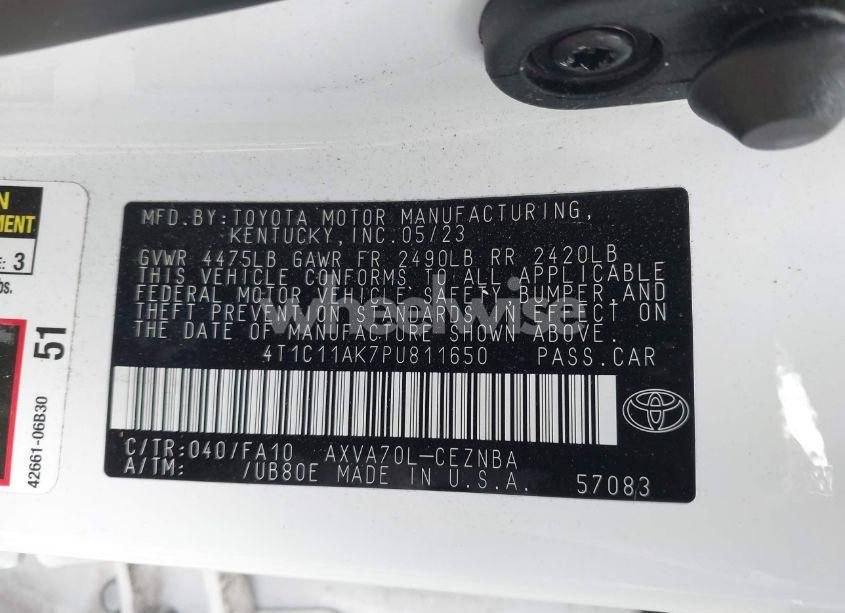 MFD.BY: TOYOTA MOTOR MANUFACTURING,
KENTUCKY, INC. 05/23
GVWR 4475LB GAWR FR 2490LB RR 2420LB
THIS VEHICLE CONFORMS TO ALL APPLICABLE
FEDERAL MOTOR VEHICLE SAFETY, BUMPER, AND
THEFT PREVENTION STANDARDS IN EFFECT ON
THE DATE OF MANUFACTURE SHOWN ABOVE.
4T1C11AK7PU811650 PASS.CAR
C/TR: 040/FA10 AXVA70L-CEZNBA
A/TM: /UB80E MADE IN U.S.A. 57083
wheelwise
: 3
51
42661-06B30